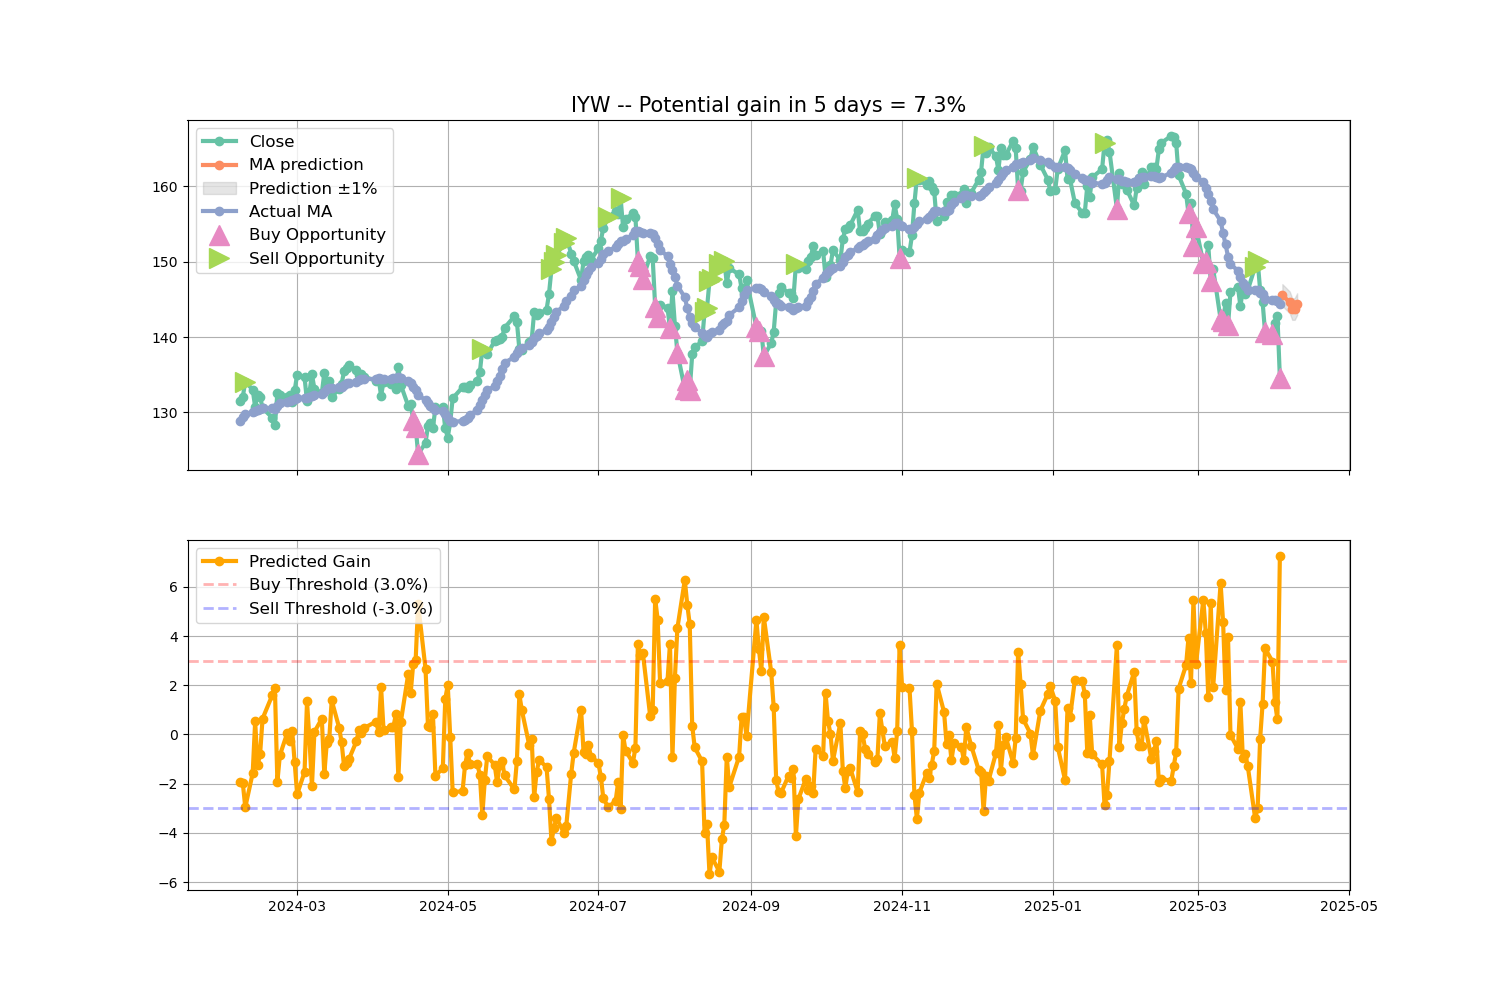 IYW -- Potential gain in 5 days = 7.3%
Close
MA prediction
Prediction ±1%
Actual MA
Buy Opportunity
Sell Opportunity
160
150
140
130
Predicted Gain
Buy Threshold (3.0%)
Sell Threshold (-3.0%)
6
4
2
0
−2
−4
−6
2024-03 2024-05 2024-07 2024-09 2024-11 2025-01 2025-03 2025-05